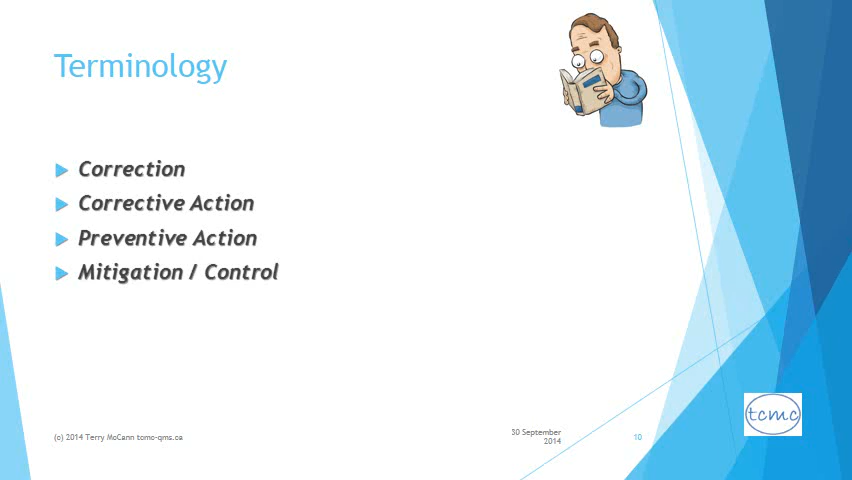 Terminology
Correction
Corrective Action
Preventive Action
Mitigation / Control
(c) 2014 Terry McCann tcmc-qms.ca
30 September
2014
10
tcmc